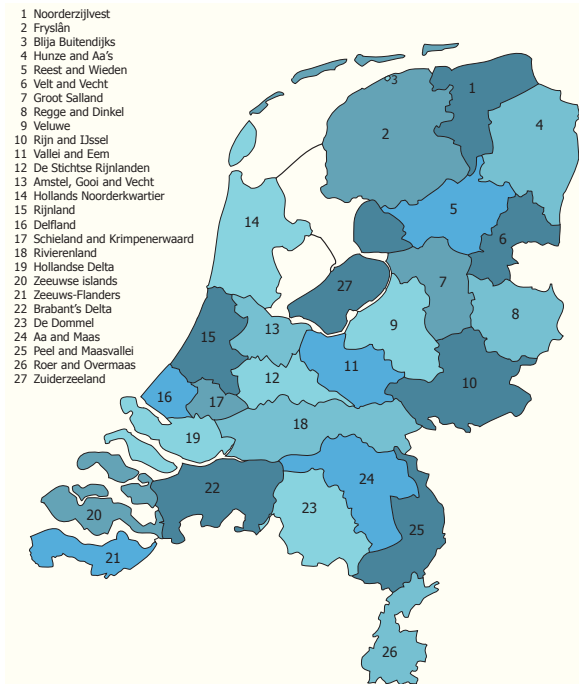 1 Noorderzijlvest
2 Fryslân
3 Blija Buitendijks
4 Hunze and Aa's
5 Reest and Wieden
6 Velt and Vecht
7 Groot Salland
8 Regge and Dinkel
9 Veluwe
10 Rijn and IJssel
11 Vallei and Eem
12 De Stichtse Rijnlanden
13 Amstel, Gooi and Vecht
14 Hollands Noorderkwartier
15 Rijnland
16 Delfland
17 Schieland and Krimpenerwaard
18 Rivierenland
19 Hollandse Delta
20 Zeeuwse islands
21 Zeeuws-Flanders
22 Brabant's Delta
23 De Dommel
24 Aa and Maas
25 Peel and Maasvallei
26 Roer and Overmaas
27 Zuiderzeeland
3
1
4
2
5
14
6
7
27
8
9
13
15
11
12
10
16
17
18
19
24
22
23
20
25
21
26